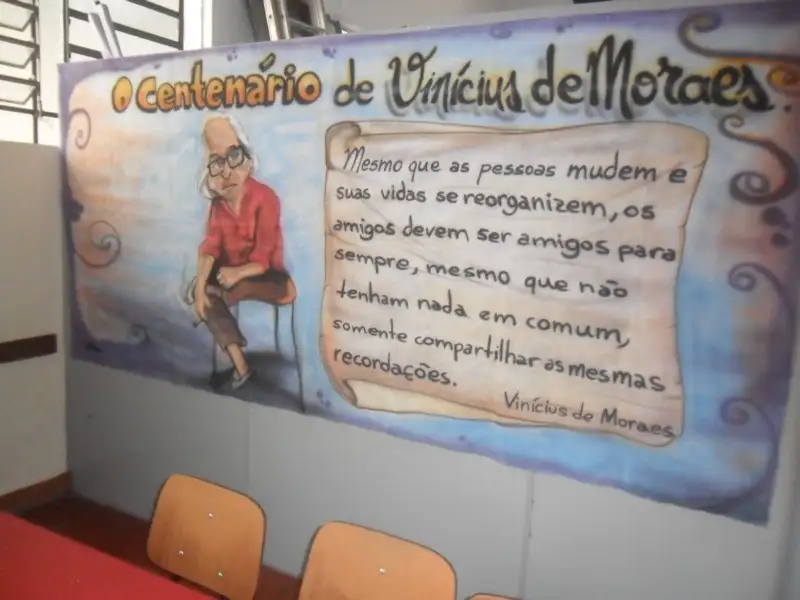 O Centenário de Vinícius de Moraes.
Mesmo que as pessoas mudem e
suas vidas se reorganizem, os
amigos devem ser amigos para
sempre, mesmo que não
tenham nada em comum,
somente compartilhar as mesmas
recordações.
Vinícius de Moraes